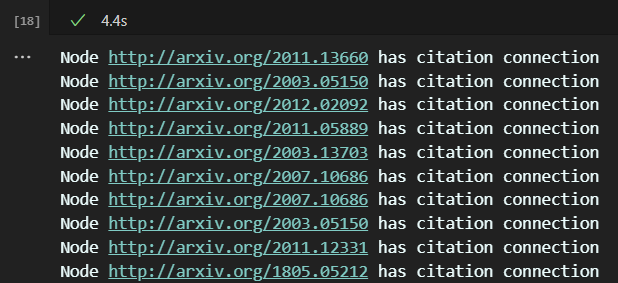 [18] 4.4s
... Node http://arxiv.org/2011.13660 has citation connection
Node http://arxiv.org/2003.05150 has citation connection
Node http://arxiv.org/2012.02092 has citation connection
Node http://arxiv.org/2011.05889 has citation connection
Node http://arxiv.org/2003.13703 has citation connection
Node http://arxiv.org/2007.10686 has citation connection
Node http://arxiv.org/2007.10686 has citation connection
Node http://arxiv.org/2003.05150 has citation connection
Node http://arxiv.org/2011.12331 has citation connection
Node http://arxiv.org/1805.05212 has citation connection